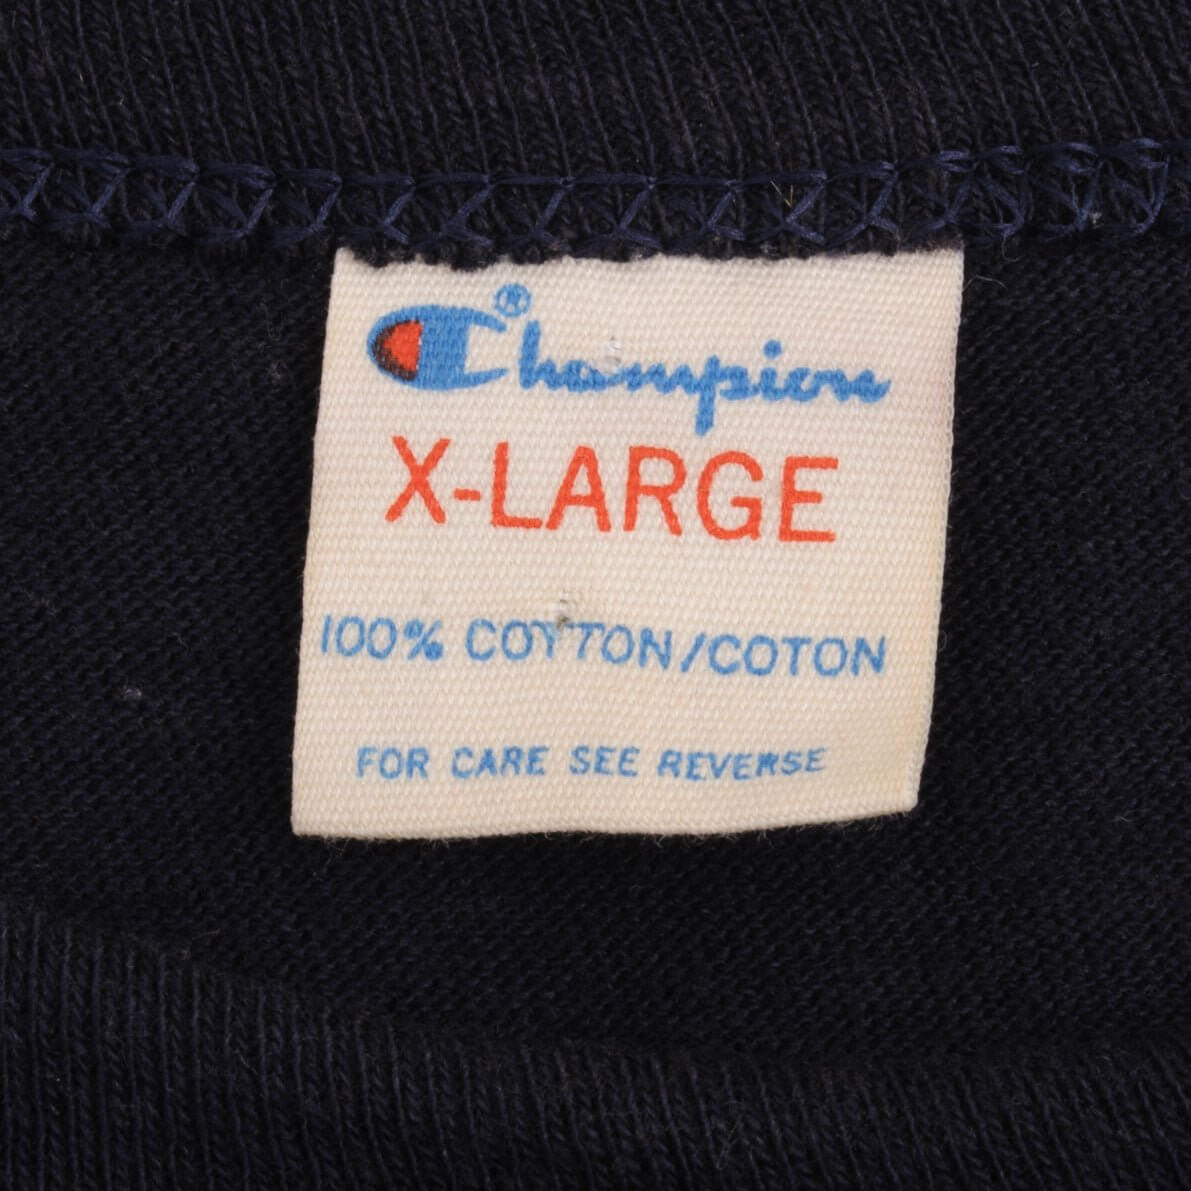 Champion®
X-LARGE
100% COTTON/COTON
FOR CARE SEE REVERSE